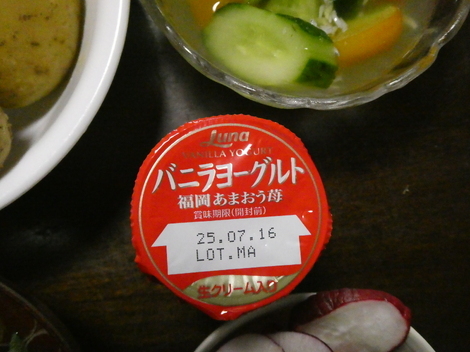 Luna
VANILLA YOGURT
バニラヨーグルト
福岡あまおう苺
賞味期限(開封前)
25.07.16
LOT.MA
生クリーム入り